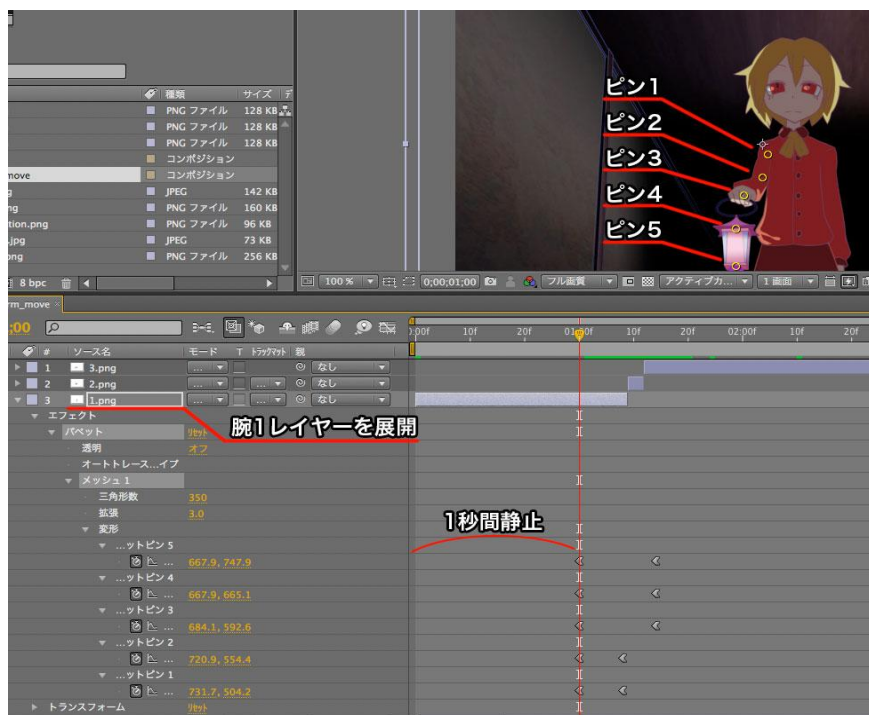 種類 サイズ デ
PNG ファイル 128 KB
PNG ファイル 128 KB
PNG ファイル 128 KB
コンポジション
move コンポジション
JPEG 142 KB
ng PNG ファイル 160 KB
tion.png PNG ファイル 96 KB
.jpg JPEG 73 KB
PNG ファイル 256 KB
ピン1
ピン2
ピン3
ピン4
ピン5
8 bpc
100 % 0;00;01;00 フル画質 アクティブカ... 1 画面
rm_move ×
;00
10f 20f 01:00f 10f 20f 02:00f 10f 20f
# ソース名 モード T トラックマット 親
1 3.png ... なし
2 2.png ... ... なし
3 1.png ... ... なし
腕1レイヤーを展開
エフェクト
パペット リセット
透明 オフ
オートトレース...イプ
メッシュ 1
三角形数 350
拡張 3.0
1秒間静止
変形
...ットピン 5
... 667.9, 747.9
...ットピン 4
... 667.9, 665.1
...ットピン 3
... 684.1, 592.6
...ットピン 2
... 720.9, 554.4
...ットピン 1
... 731.7, 504.2
トランスフォーム リセット